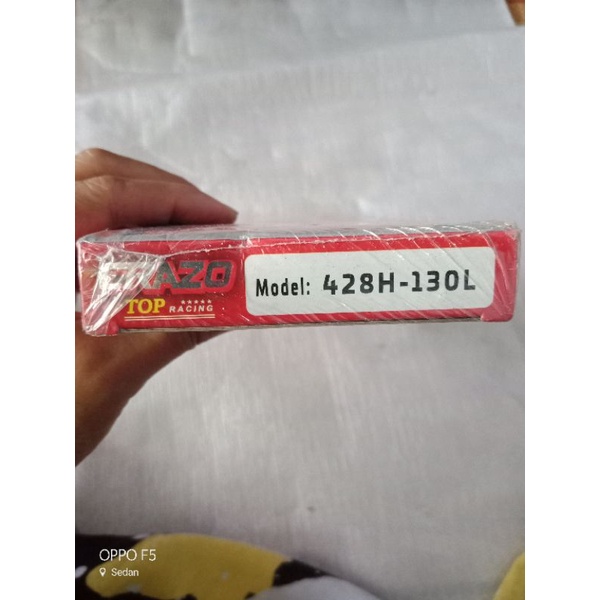 TOP
RACING
Model: 428H-130L
OPPO F5
Sedan